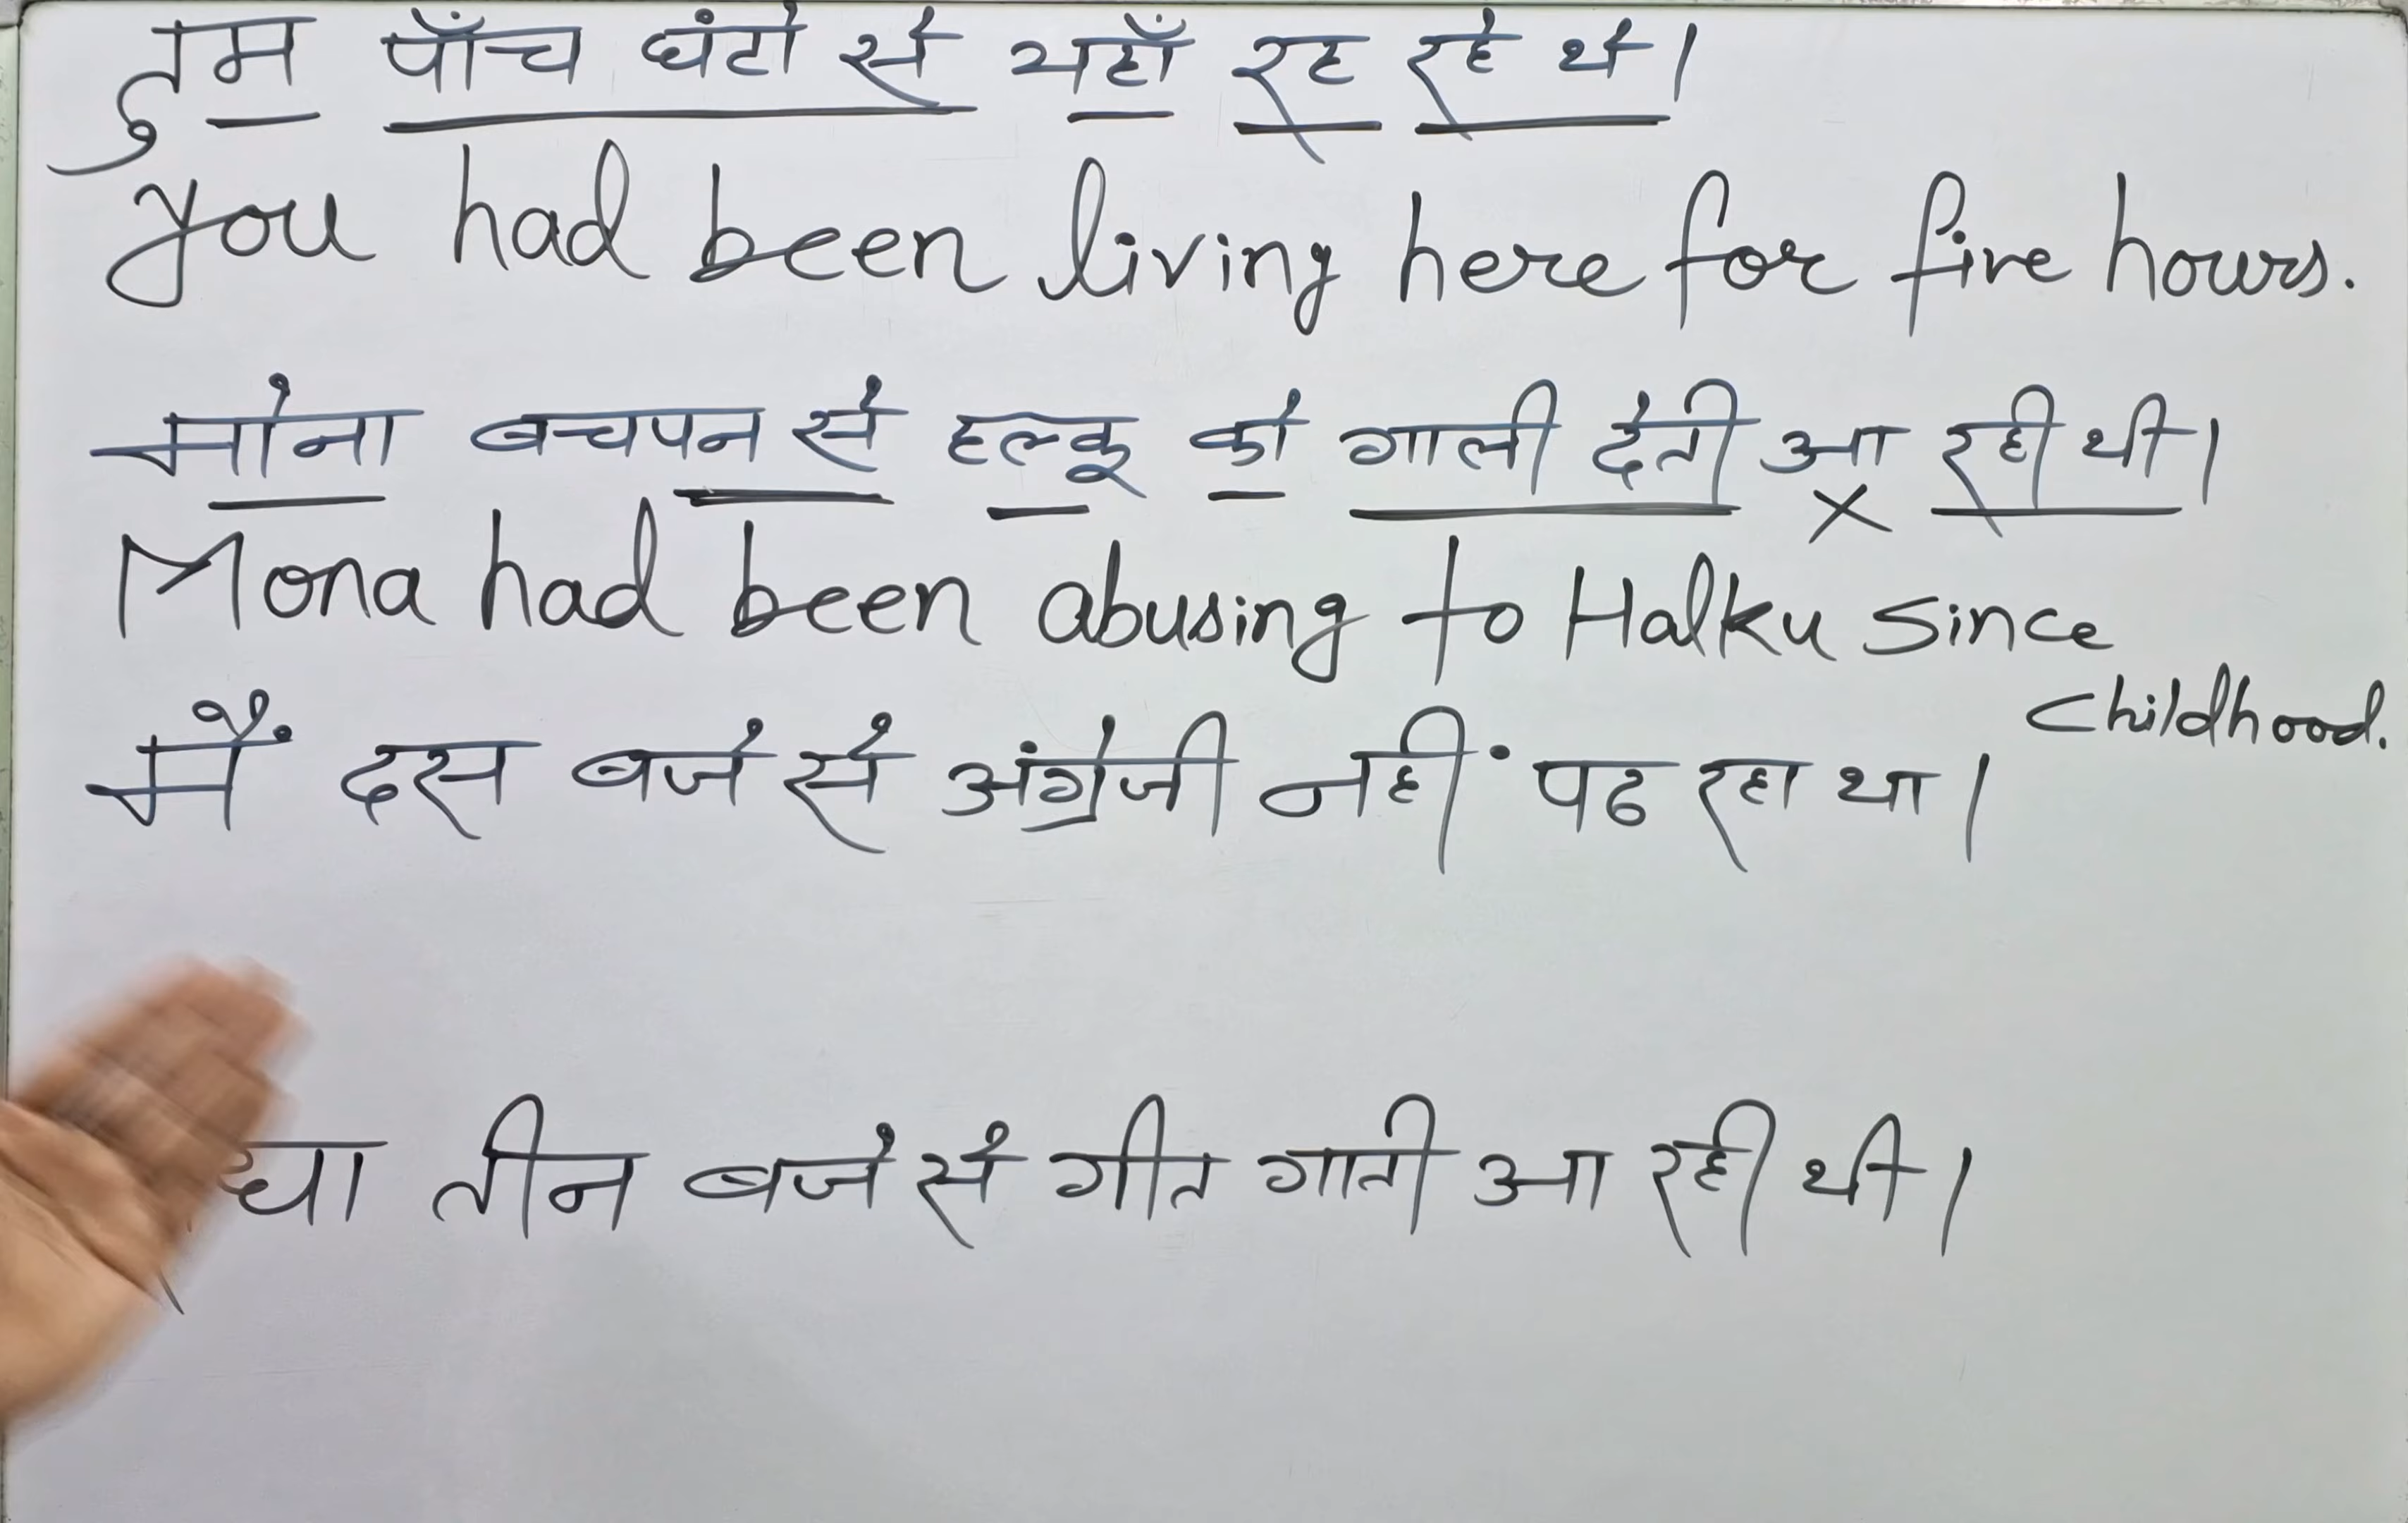 तुम पाँच घंटो से यहाँ रह रहे थे।
you had been living here for five hours.
मोना बचपन से हल्कू को गाली देती आ रही थी।
×
Mona had been abusing to Halku since
childhood.
मैं दस बजे से अंग्रेजी नहीं पढ रहा था।
तीन बजे से गीत गाती आ रही थी।